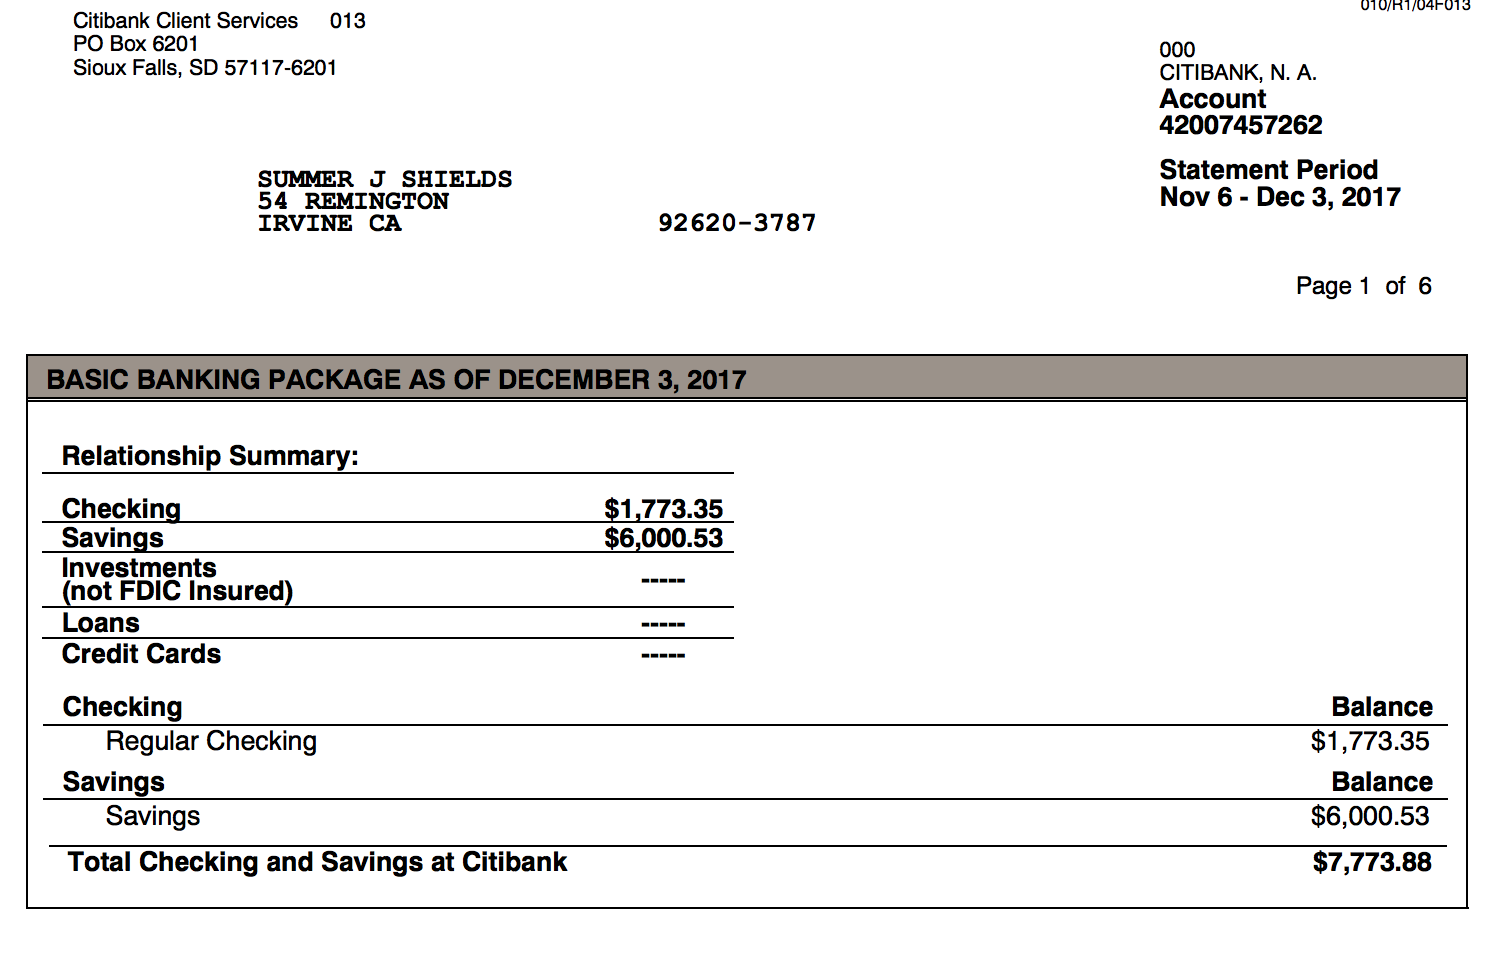 010/R1/04F013
Citibank Client Services 013
PO Box 6201
Sioux Falls, SD 57117-6201
000
CITIBANK, N. A.
Account
42007457262
Statement Period
Nov 6 - Dec 3, 2017
SUMMER J SHIELDS
54 REMINGTON
IRVINE CA 92620-3787
Page 1 of 6
BASIC BANKING PACKAGE AS OF DECEMBER 3, 2017
Relationship Summary:
Checking $1,773.35
Savings $6,000.53
Investments
(not FDIC Insured) -----
Loans -----
Credit Cards -----
Checking Balance
Regular Checking $1,773.35
Savings Balance
Savings $6,000.53
Total Checking and Savings at Citibank $7,773.88